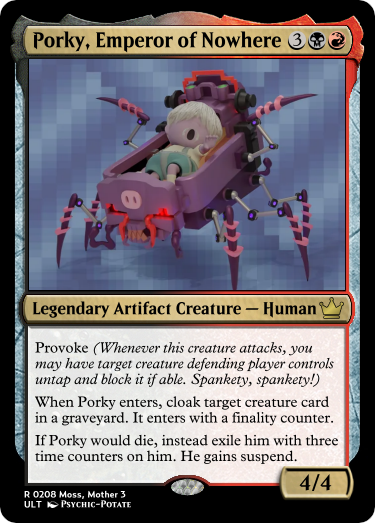 Porky, Emperor of Nowhere 3
Legendary Artifact Creature — Human
Provoke (Whenever this creature attacks, you
may have target creature defending player controls
untap and block it if able. Spankety, spankety!)
When Porky enters, cloak target creature card
in a graveyard. It enters with a finality counter.
If Porky would die, instead exile him with three
time counters on him. He gains suspend.
4/4
R 0208 Moss, Mother 3
ULT Psychic-Potate